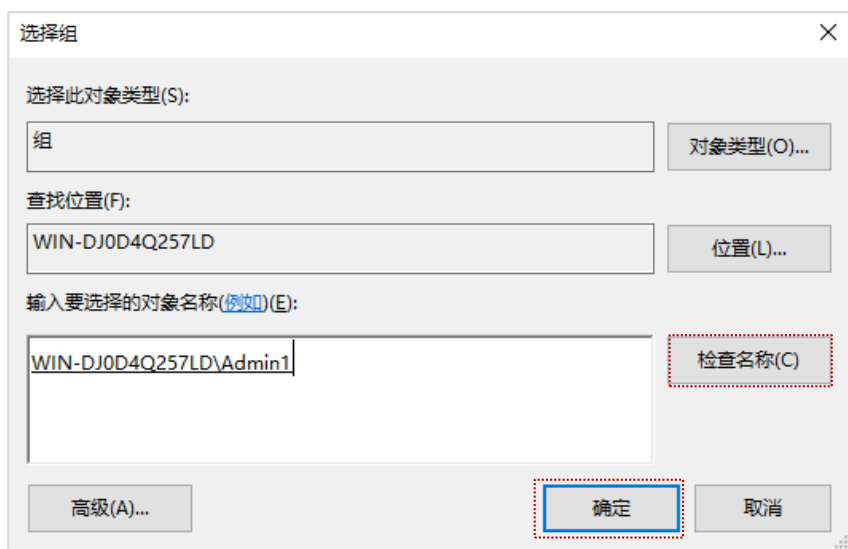 选择组
选择此对象类型(S):
组
对象类型(O)...
查找位置(F):
WIN-DJ0D4Q257LD
位置(L)...
输入要选择的对象名称(例如)(E):
WIN-DJ0D4Q257LD\Admin1
检查名称(C)
高级(A)...
确定
取消